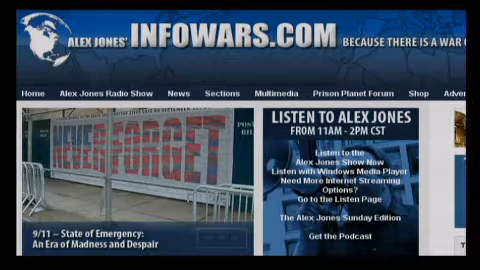 ALEX JONES' INFOWARS.COM BECAUSE THERE IS A WAR
Home Alex Jones Radio Show News Sections Multimedia Prison Planet Forum Shop Adver
NEVER FORGET
LISTEN TO ALEX JONES
FROM 11AM - 2PM CST
Listen to the
Alex Jones Show Now
Listen with Windows Media Player
Need More Internet Streaming
Options?
Go to the Listen Page
The Alex Jones Sunday Edition
Get the Podcast
9/11 – State of Emergency:
An Era of Madness and Despair